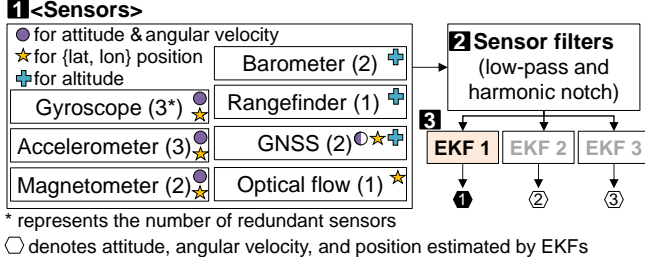 1 <Sensors>
for attitude & angular velocity
for {lat, lon} position
for altitude
Gyroscope (3*)
Accelerometer (3)
Magnetometer (2)
Barometer (2)
Rangefinder (1)
GNSS (2)
Optical flow (1)
2 Sensor filters
(low-pass and
harmonic notch)
3
EKF 1 EKF 2 EKF 3
1 2 3
* represents the number of redundant sensors
denotes attitude, angular velocity, and position estimated by EKFs